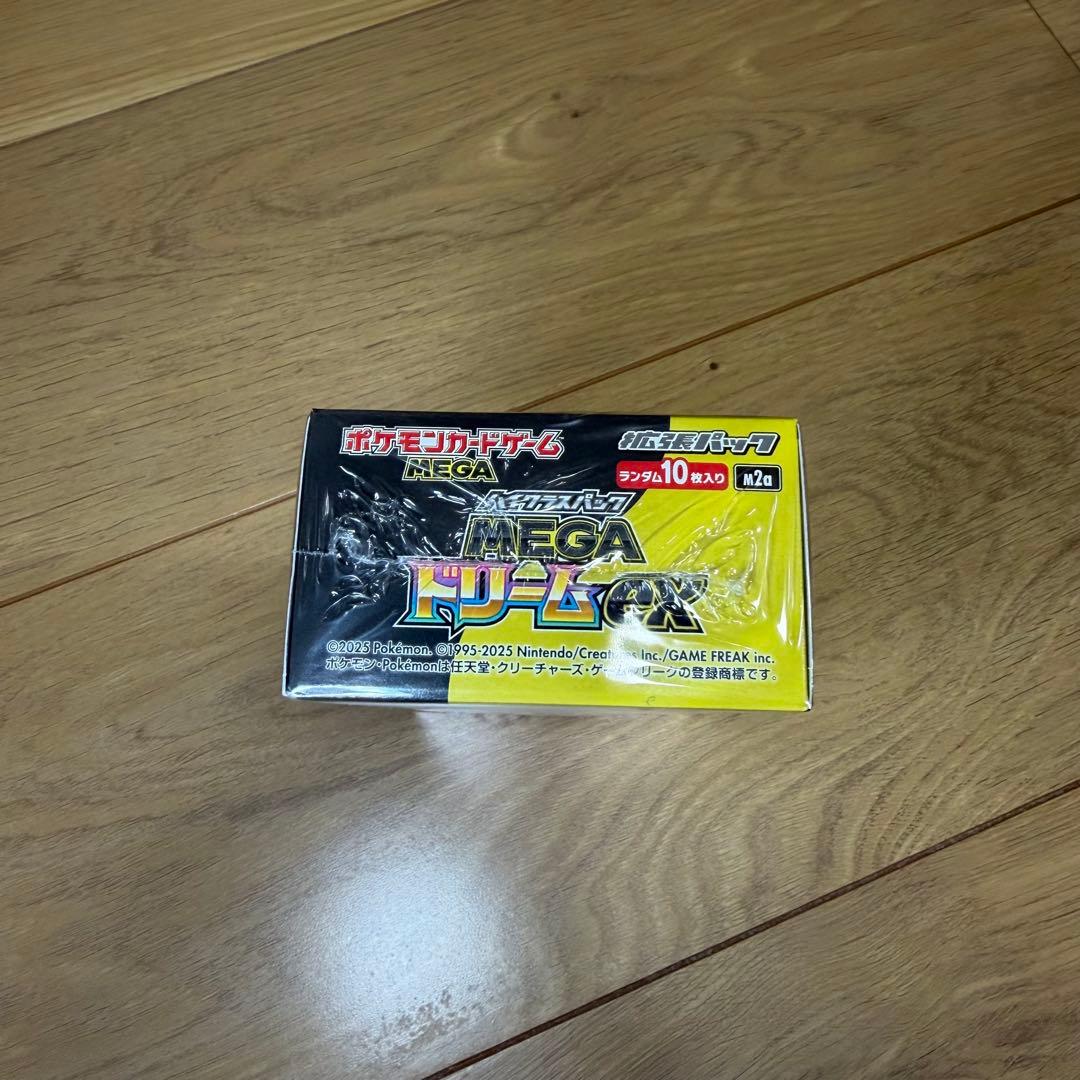 ポケモンカードゲーム
MEGA
拡張パック
ランダム10枚入り M2a
ハイクラスパック
MEGA
ドリームex
©2025 Pokémon. ©1995-2025 Nintendo/Creatures Inc./GAME FREAK inc.
ポケモン・Pokémonは任天堂・クリーチャーズ・ゲームフリークの登録商標です。